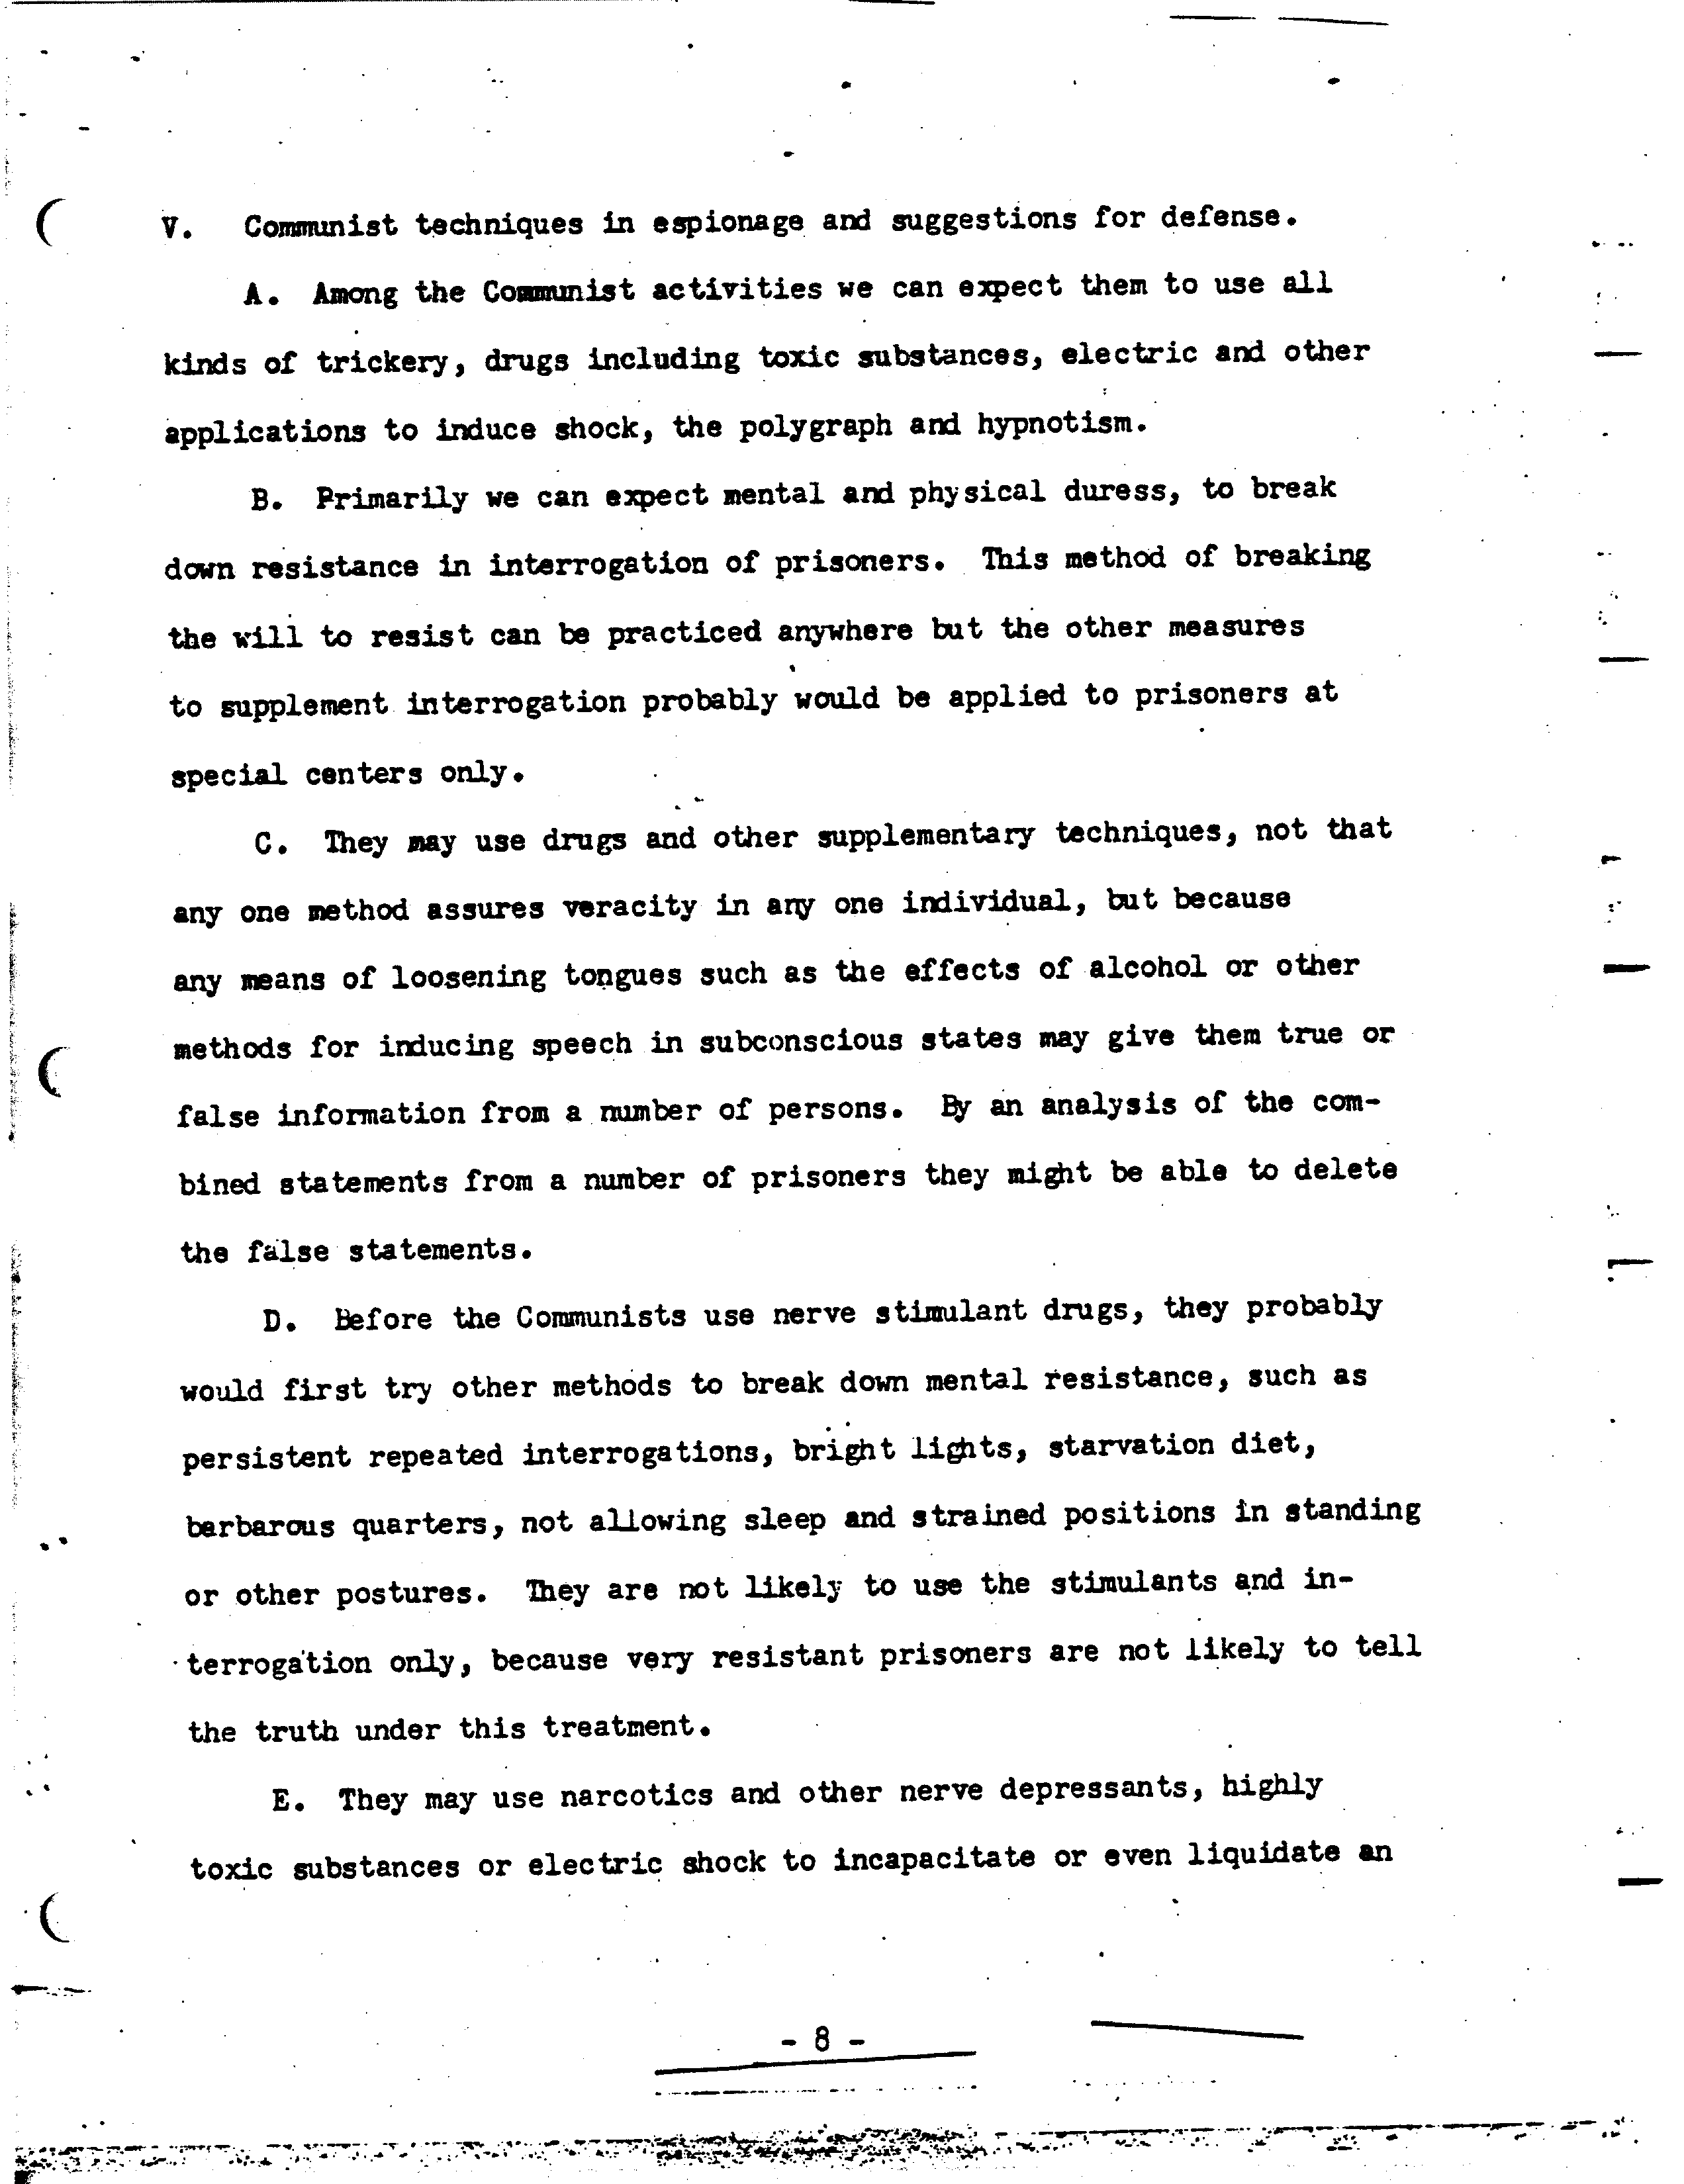 V. Communist techniques in espionage and suggestions for defense.
A. Among the Communist activities we can expect them to use all
kinds of trickery, drugs including toxic substances, electric and other
applications to induce shock, the polygraph and hypnotism.
B. Primarily we can expect mental and physical duress, to break
down resistance in interrogation of prisoners. This method of breaking
the will to resist can be practiced anywhere but the other measures
to supplement interrogation probably would be applied to prisoners at
special centers only.
C. They may use drugs and other supplementary techniques, not that
any one method assures veracity in any one individual, but because
any means of loosening tongues such as the effects of alcohol or other
methods for inducing speech in subconscious states may give them true or
false information from a number of persons. By an analysis of the com-
bined statements from a number of prisoners they might be able to delete
the false statements.
D. Before the Communists use nerve stimulant drugs, they probably
would first try other methods to break down mental resistance, such as
persistent repeated interrogations, bright lights, starvation diet,
barbarous quarters, not allowing sleep and strained positions in standing
or other postures. They are not likely to use the stimulants and in-
terrogation only, because very resistant prisoners are not likely to tell
the truth under this treatment.
E. They may use narcotics and other nerve depressants, highly
toxic substances or electric shock to incapacitate or even liquidate an
- 8 -